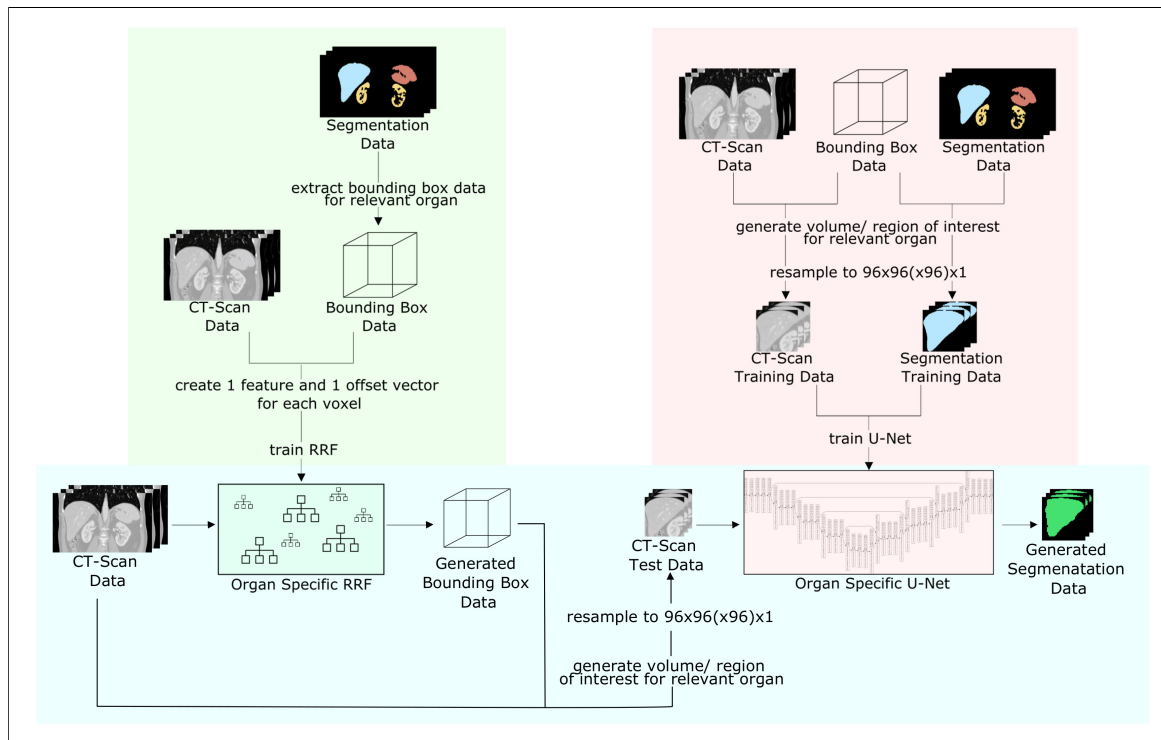 Segmentation
Data
extract bounding box data
for relevant organ
CT-Scan
Data
Bounding Box
Data
create 1 feature and 1 offset vector
for each voxel
train RRF
CT-Scan
Data
Bounding Box
Data
Segmentation
Data
generate volume/ region of interest
for relevant organ
resample to 96x96(x96)x1
CT-Scan
Training Data
Segmentation
Training Data
train U-Net
CT-Scan
Data
Organ Specific RRF
Generated
Bounding Box
Data
CT-Scan
Test Data
Organ Specific U-Net
Generated
Segmenatation
Data
resample to 96x96(x96)x1
generate volume/ region
of interest for relevant organ